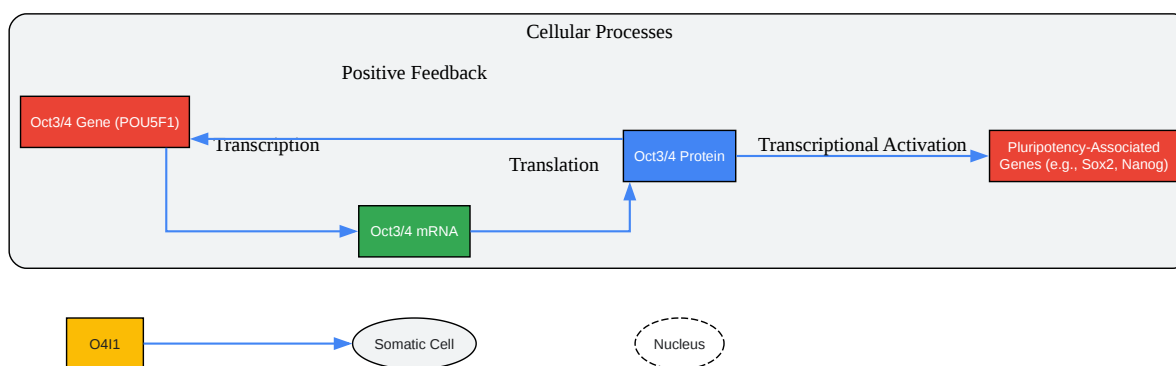 Cellular Processes
Positive Feedback
Oct3/4 Gene (POU5F1)
Transcription
Translation
Oct3/4 Protein
Transcriptional Activation
Pluripotency-Associated
Genes (e.g., Sox2, Nanog)
Oct3/4 mRNA
O4I1
Somatic Cell
Nucleus